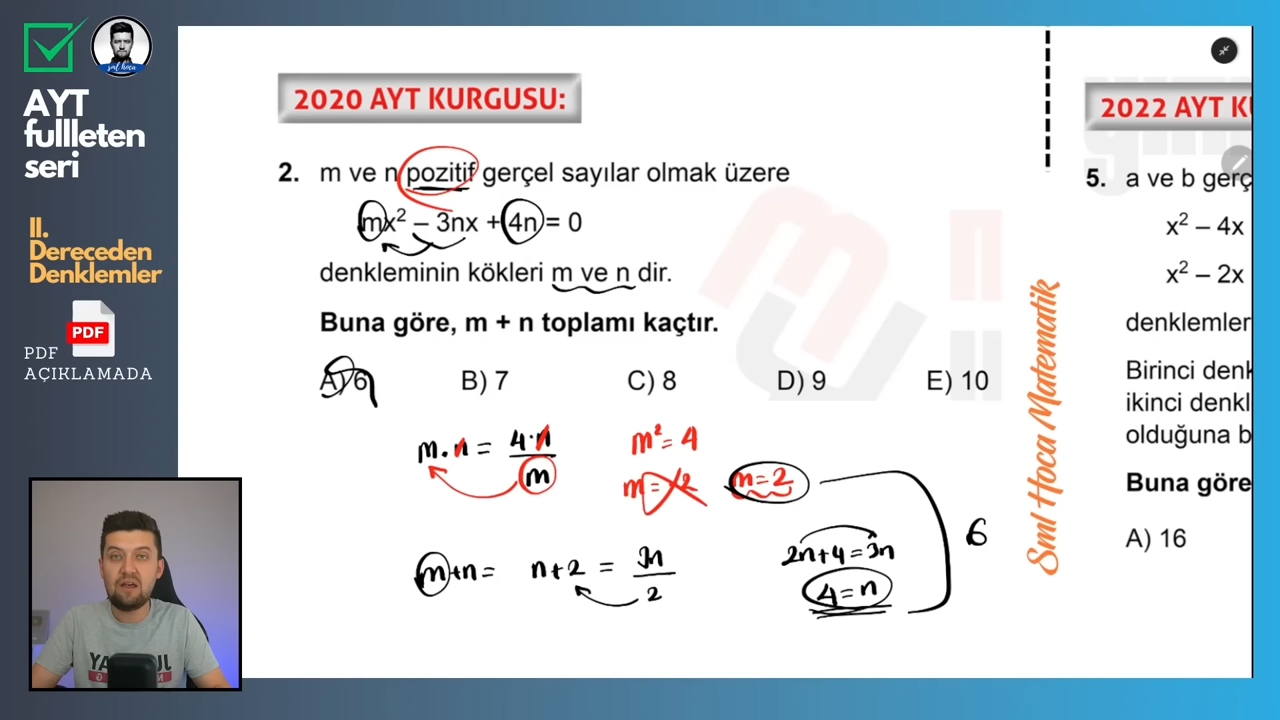 AYT
fullleten
seri
II.
Dereceden
Denklemler
PDF
PDF
AÇIKLAMADA
sml hoca
2020 AYT KURGUSU:
2. m ve n pozitif gerçel sayılar olmak üzere
mx² – 3nx + 4n = 0
denkleminin kökleri m ve n dir.
Buna göre, m + n toplamı kaçtır.
A) 6 B) 7 C) 8 D) 9 E) 10
m·n = 4·n / m
m² = 4
m = -2 m = 2
m+n = n+2 = 3n / 2
2n+4=3n
4=n
6
Sml Hoca Matematik
2022 AYT K
5. a ve b gerç
x² – 4x
x² – 2x
denklemler
Birinci denk
ikinci denkl
olduğuna b
Buna göre
A) 16